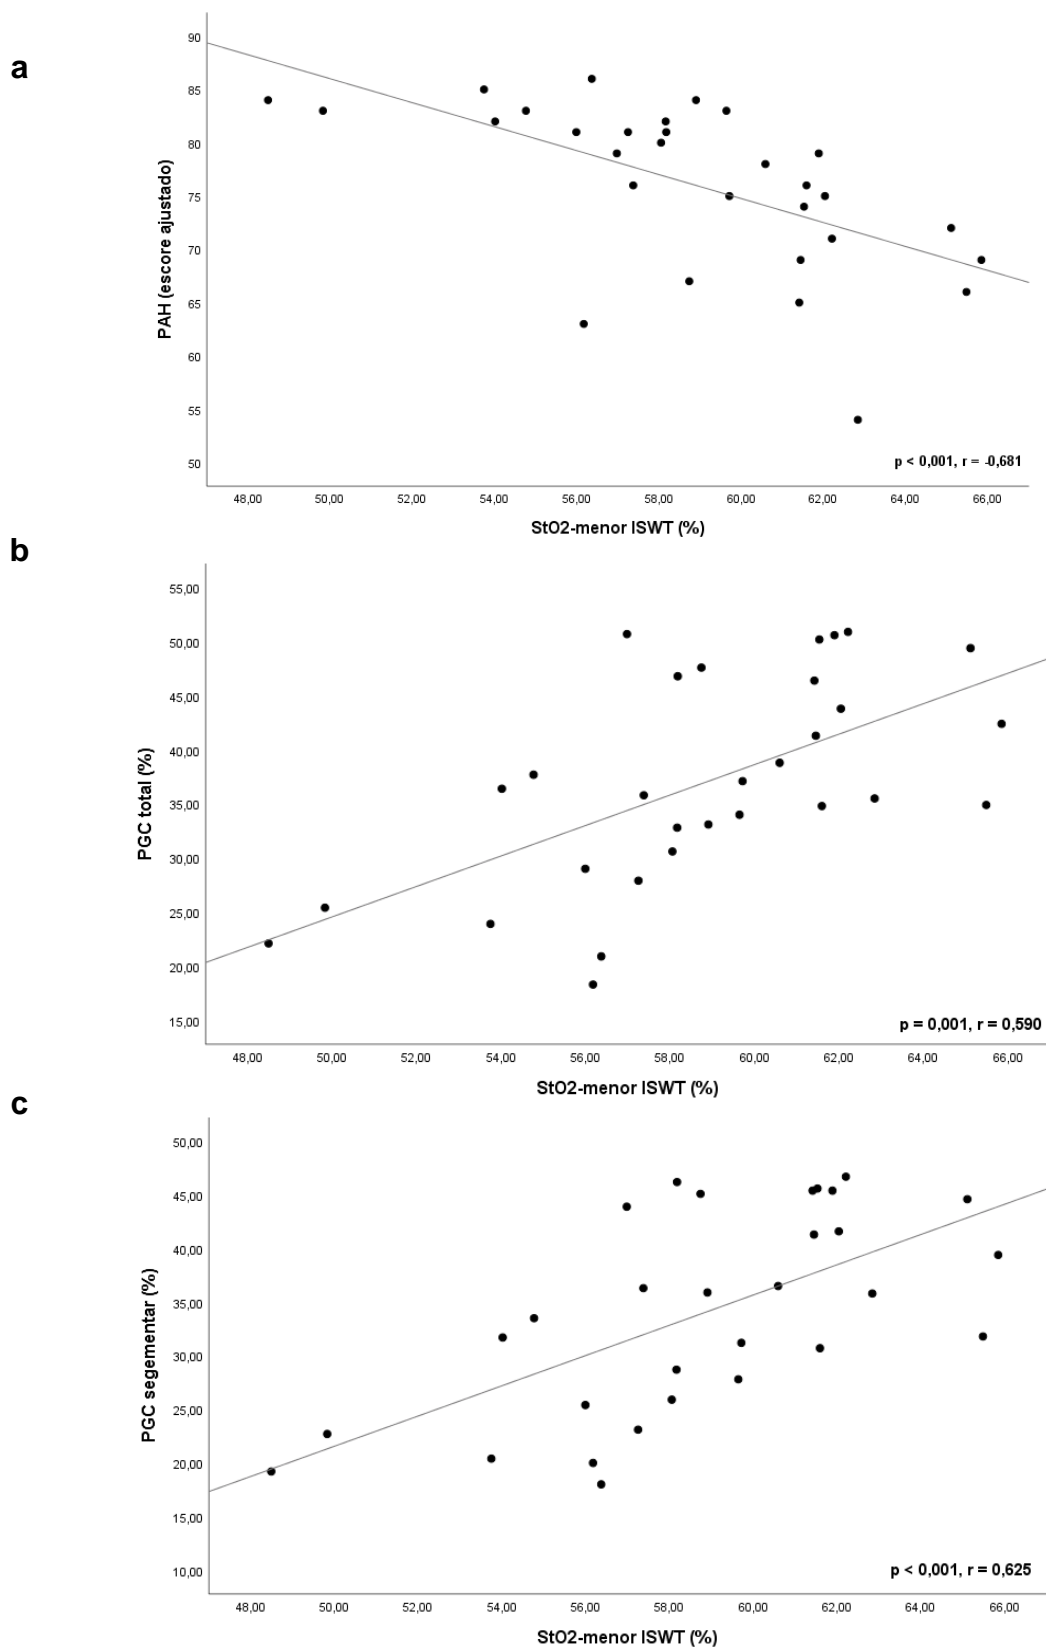 a
90
85
80
75
70
65
60
55
50
PAH (escore ajustado)
p < 0,001, r = -0,681
48,00 50,00 52,00 54,00 56,00 58,00 60,00 62,00 64,00 66,00
StO2-menor ISWT (%)
b
55,00
50,00
45,00
40,00
35,00
30,00
25,00
20,00
15,00
PGC total (%)
p = 0,001, r = 0,590
48,00 50,00 52,00 54,00 56,00 58,00 60,00 62,00 64,00 66,00
StO2-menor ISWT (%)
c
50,00
45,00
40,00
35,00
30,00
25,00
20,00
15,00
10,00
PGC segementar (%)
p < 0,001, r = 0,625
48,00 50,00 52,00 54,00 56,00 58,00 60,00 62,00 64,00 66,00
StO2-menor ISWT (%)